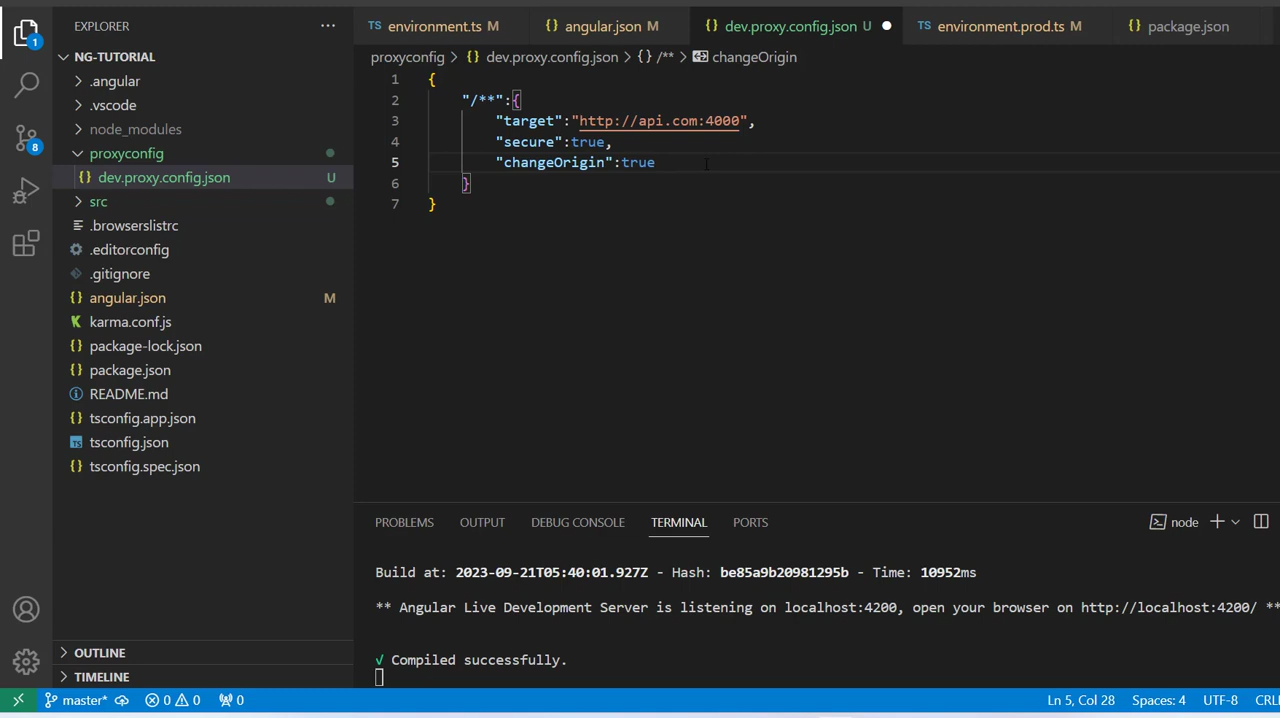 EXPLORER
NG-TUTORIAL
.angular
.vscode
node_modules
proxyconfig
{} dev.proxy.config.json U
src
.browserslistrc
.editorconfig
.gitignore
{} angular.json M
karma.conf.js
{} package-lock.json
{} package.json
README.md
{} tsconfig.app.json
TS tsconfig.json
{} tsconfig.spec.json
OUTLINE
TIMELINE
1
8
TS environment.ts M
{} angular.json M
{} dev.proxy.config.json U
TS environment.prod.ts M
{} package.json
proxyconfig > {} dev.proxy.config.json > {} /** > changeOrigin
1 {
2 "/**":{
3 "target":"http://api.com:4000",
4 "secure":true,
5 "changeOrigin":true
6 }
7 }
PROBLEMS OUTPUT DEBUG CONSOLE TERMINAL PORTS
node
Build at: 2023-09-21T05:40:01.927Z - Hash: be85a9b20981295b - Time: 10952ms
** Angular Live Development Server is listening on localhost:4200, open your browser on http://localhost:4200/ **
√ Compiled successfully.
master* 0 0 0 Ln 5, Col 28 Spaces: 4 UTF-8 CRL